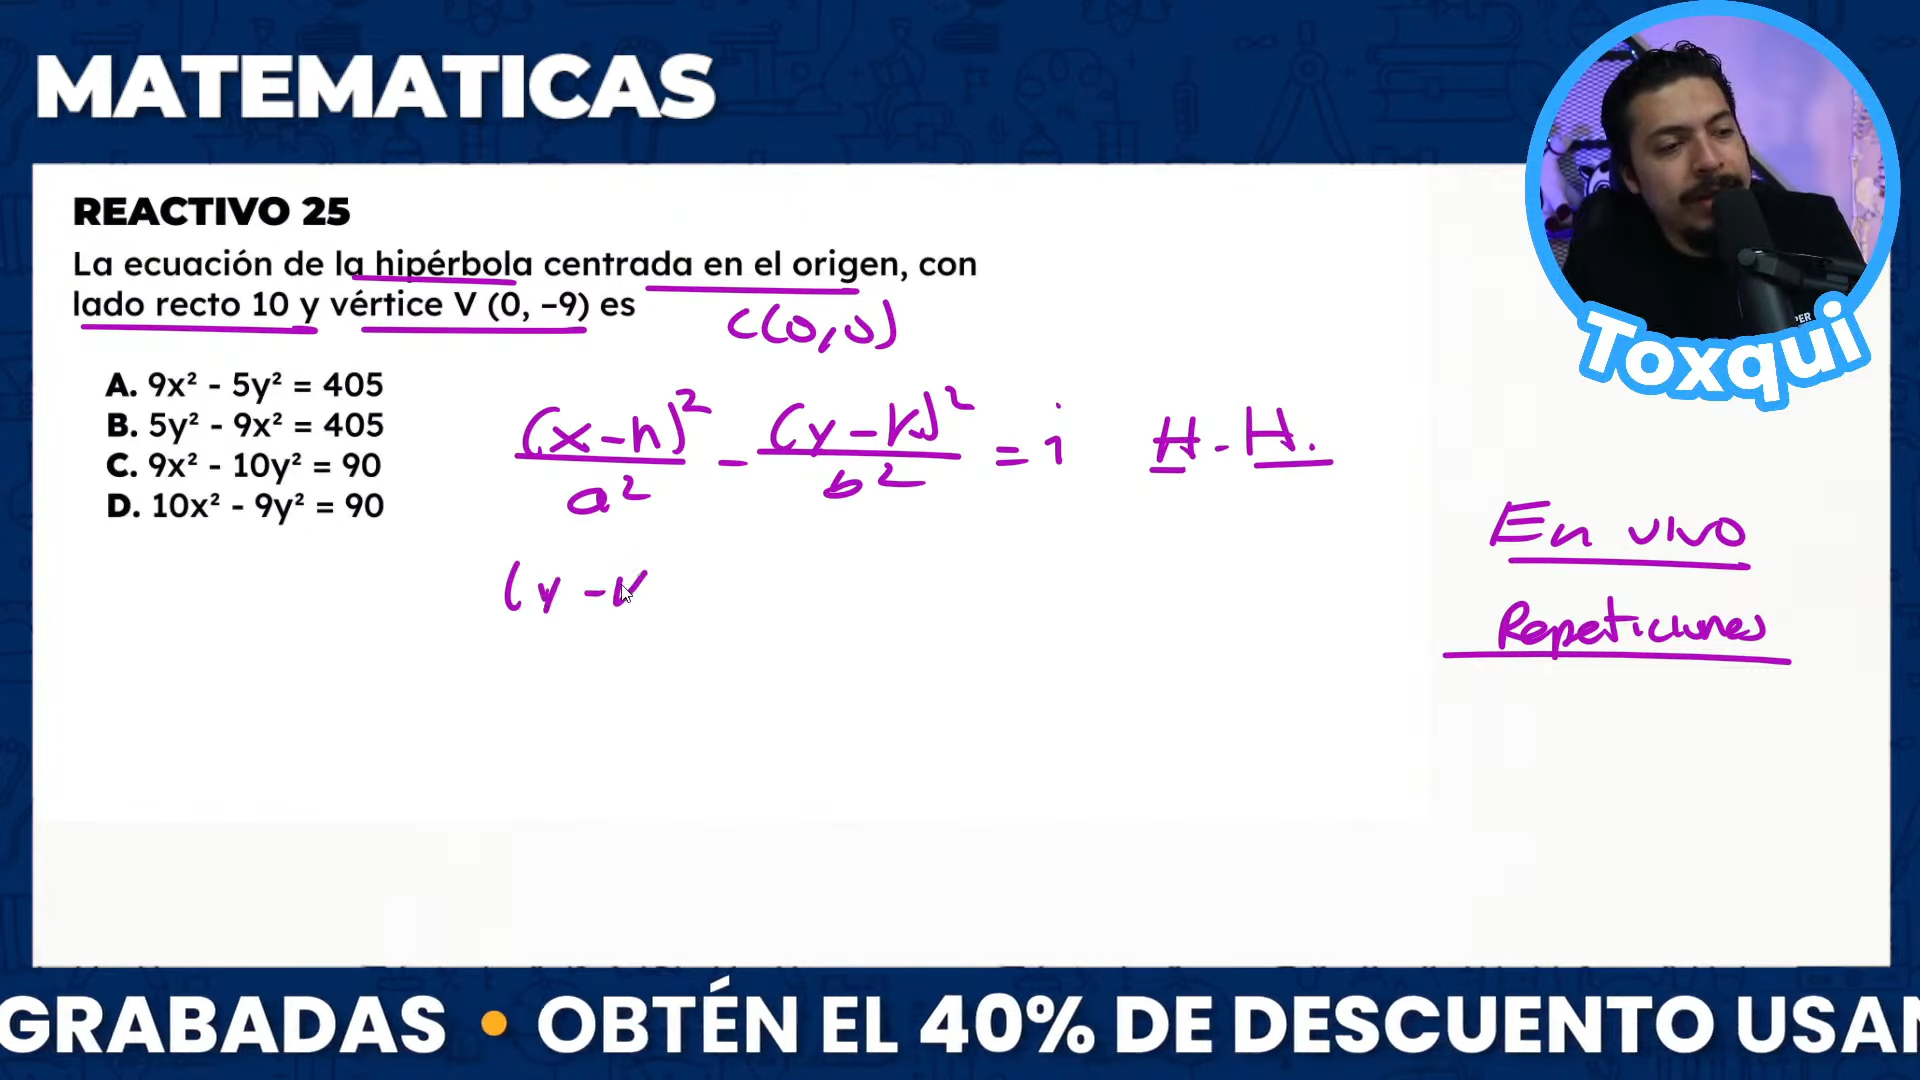 MATEMATICAS
REACTIVO 25
La ecuación de la hipérbola centrada en el origen, con
lado recto 10 y vértice V (0, –9) es
C(0,0)
A. 9x² - 5y² = 405
B. 5y² - 9x² = 405
C. 9x² - 10y² = 90
D. 10x² - 9y² = 90
(x-h)²/a² - (y-k)²/b² = 1 H-H.
(y-k
En vivo
Repeticiones
Toxqui
GRABADAS • OBTÉN EL 40% DE DESCUENTO USAN